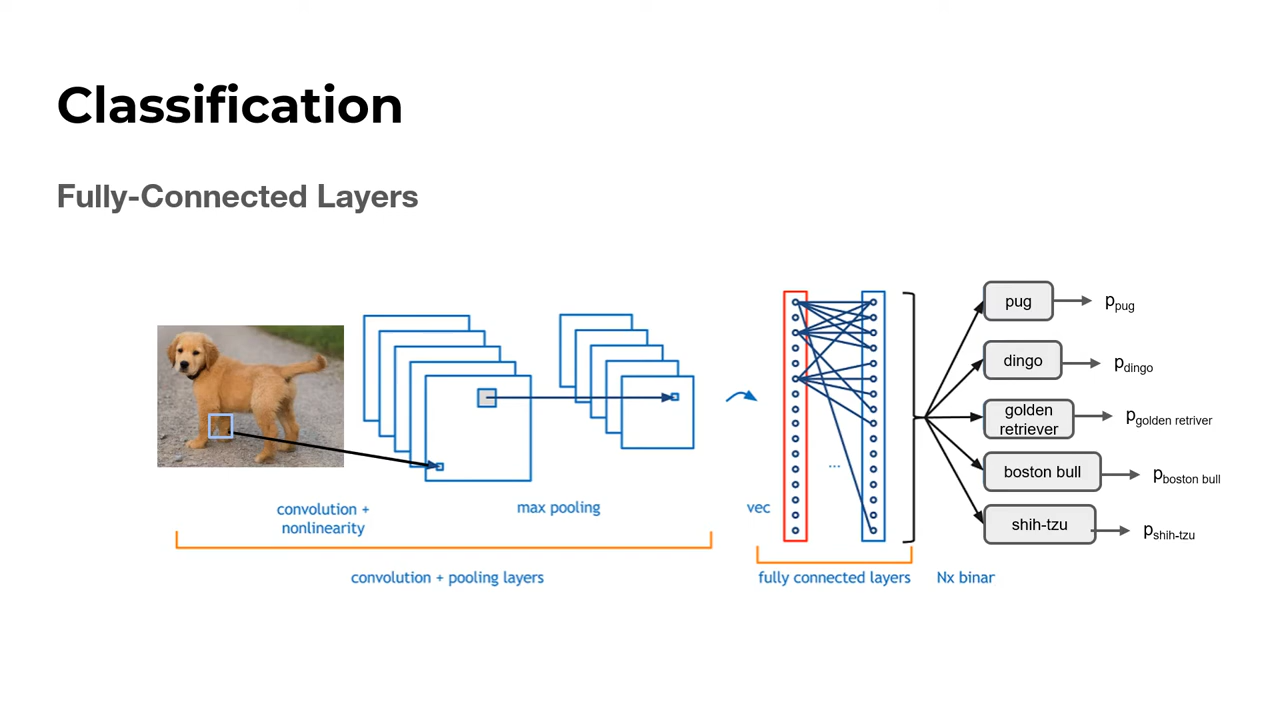 Classification
Fully-Connected Layers
convolution +
nonlinearity
max pooling
vec
convolution + pooling layers
...
fully connected layers
Nx binar
pug
p pug
dingo
p dingo
golden
retriever
p golden retriver
boston bull
p boston bull
shih-tzu
p shih-tzu